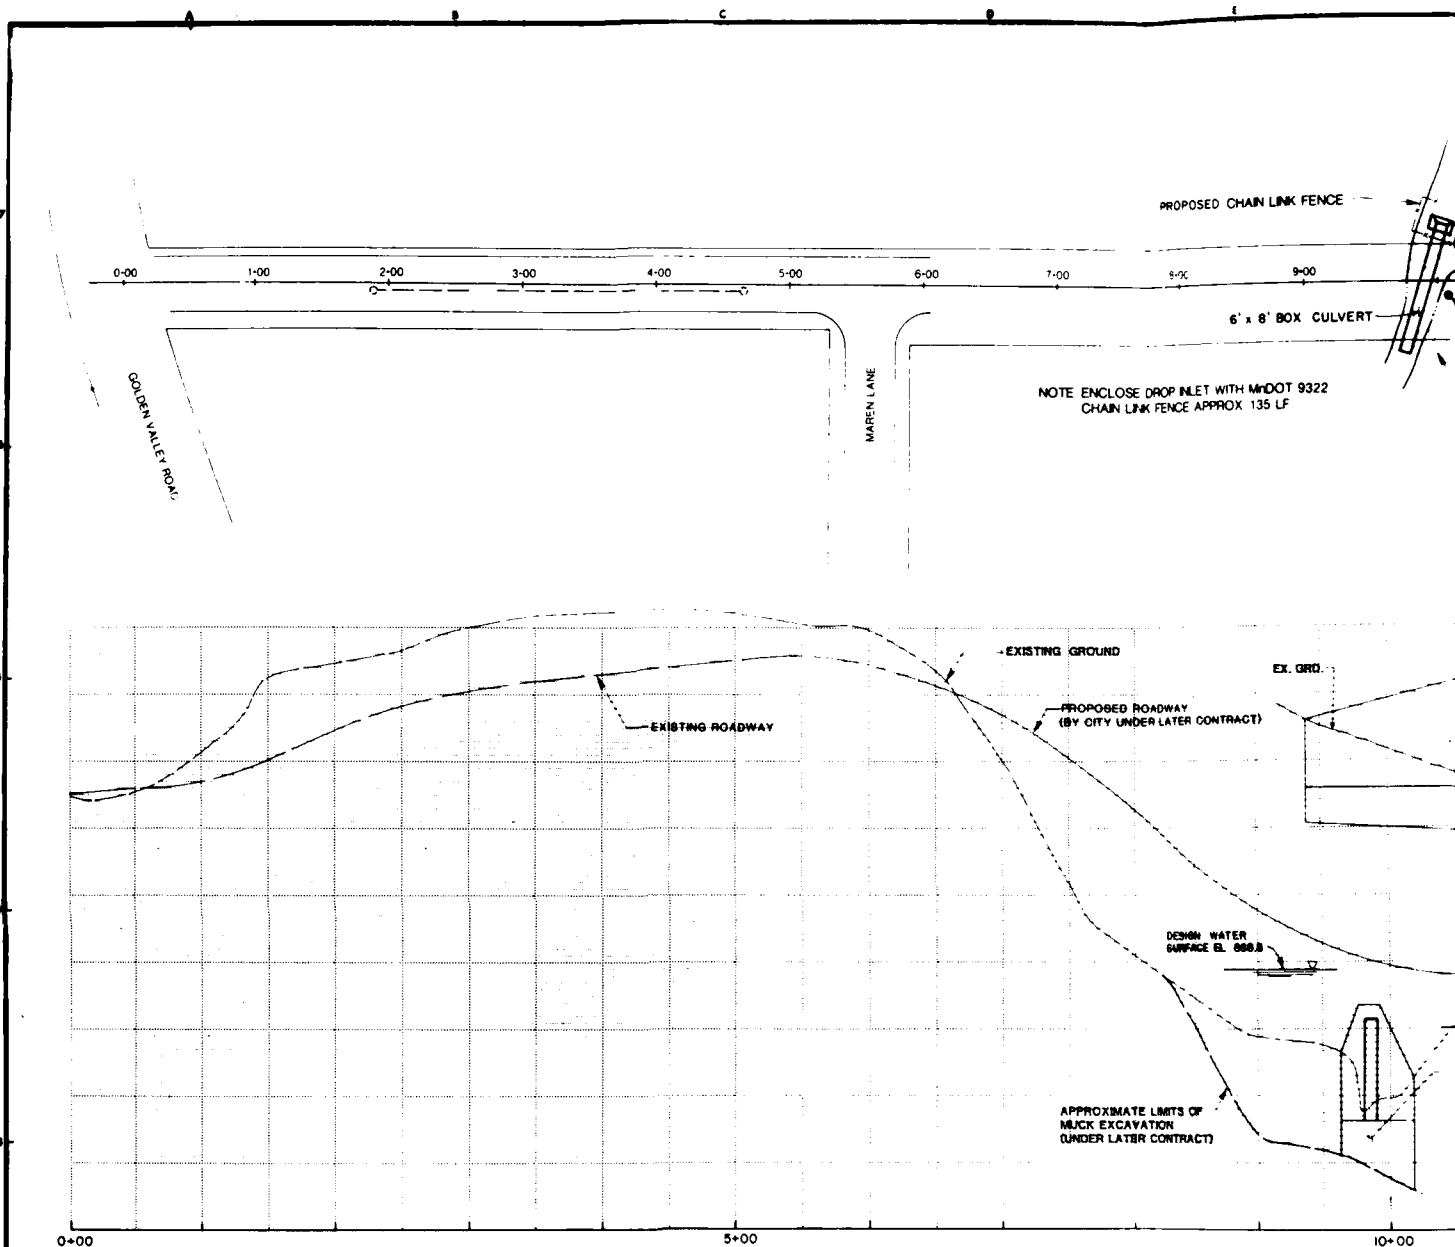 A B C D E
PROPOSED CHAIN LINK FENCE
0+00 1+00 2+00 3+00 4+00 5+00 6+00 7+00 8+00 9+00
6' x 8' BOX CULVERT
GOLDEN VALLEY ROAD
MAREN LANE
NOTE ENCLOSE DROP INLET WITH MnDOT 9322
CHAIN LINK FENCE APPROX 135 LF
EXISTING GROUND
EX. GRD.
PROPOSED ROADWAY
(BY CITY UNDER LATER CONTRACT)
EXISTING ROADWAY
DESIGN WATER
SURFACE EL
APPROXIMATE LIMITS OF
MUCK EXCAVATION
(UNDER LATER CONTRACT)
0+00 5+00 10+00